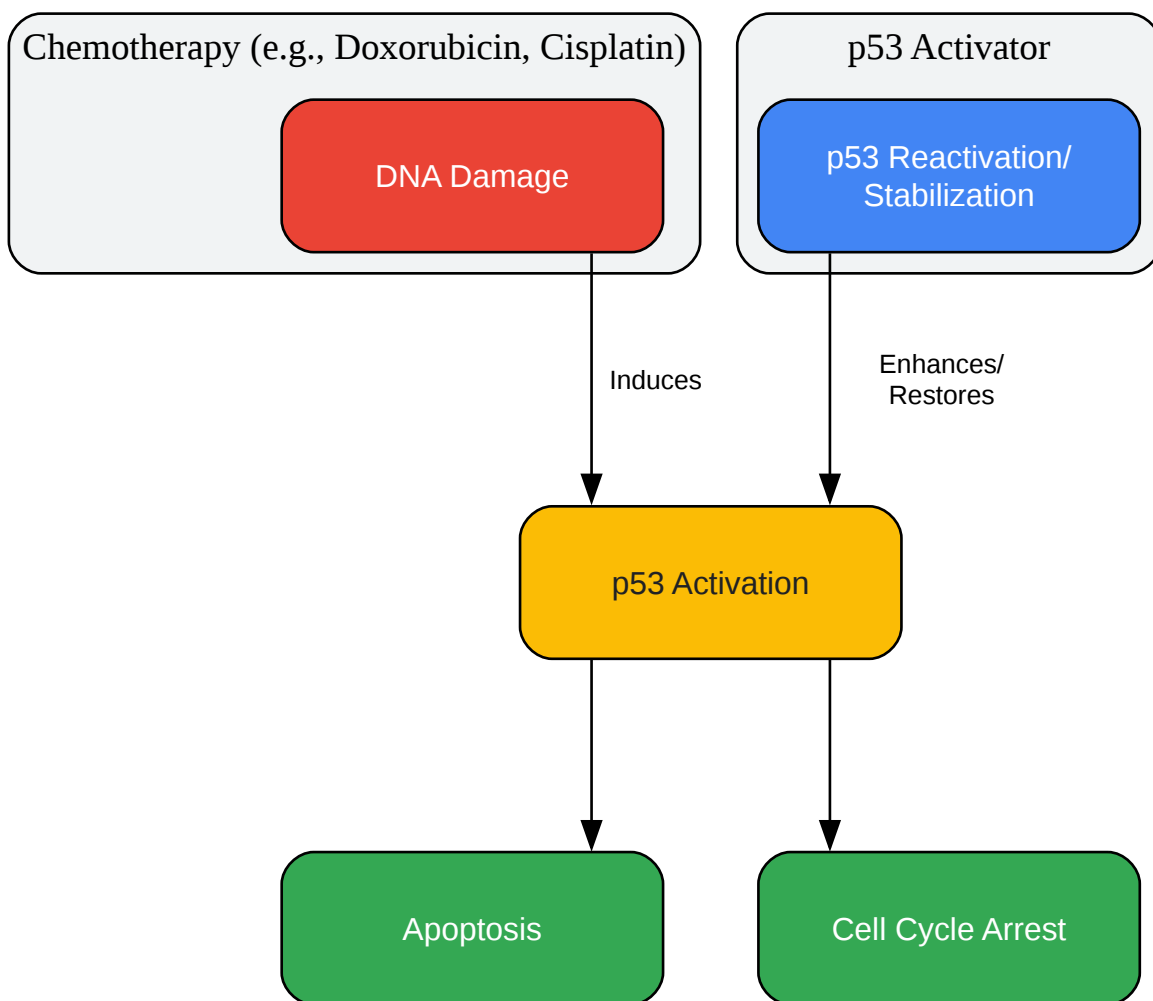 Chemotherapy (e.g., Doxorubicin, Cisplatin)
p53 Activator
DNA Damage
p53 Reactivation/
Stabilization
Induces
Enhances/
Restores
p53 Activation
Apoptosis
Cell Cycle Arrest